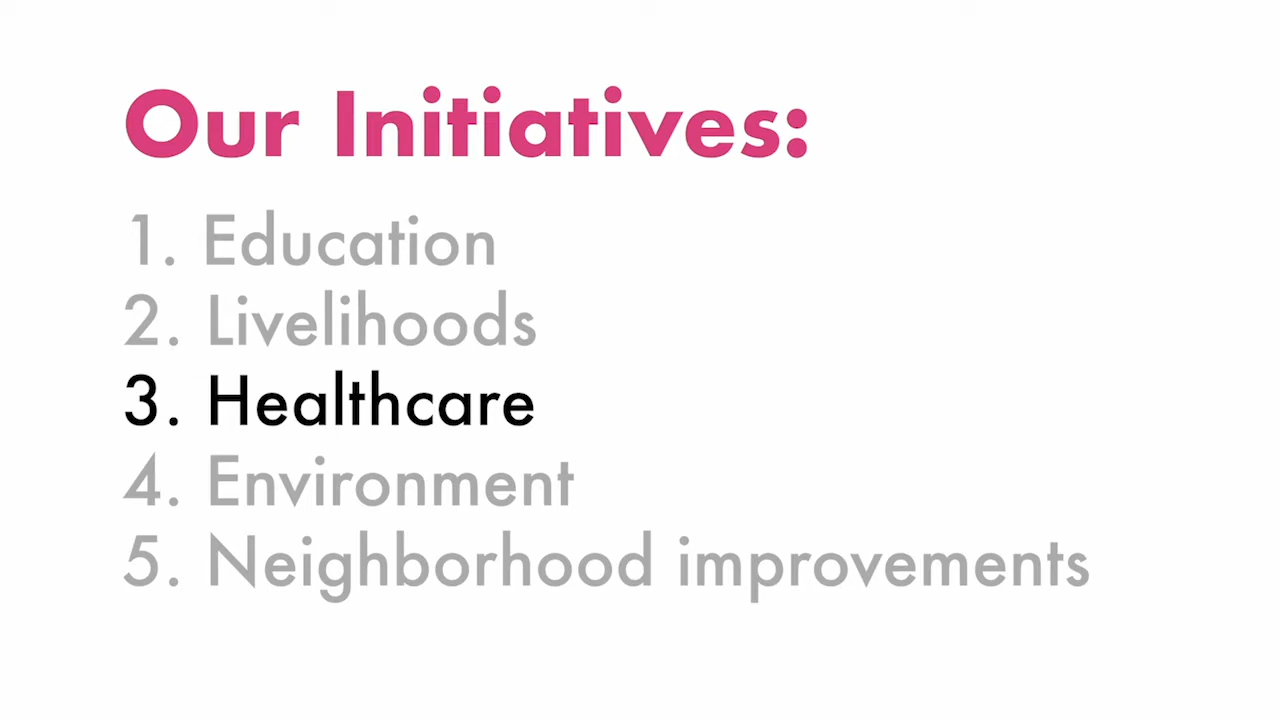 Our Initiatives:
1. Education
2. Livelihoods
3. Healthcare
4. Environment
5. Neighborhood improvements